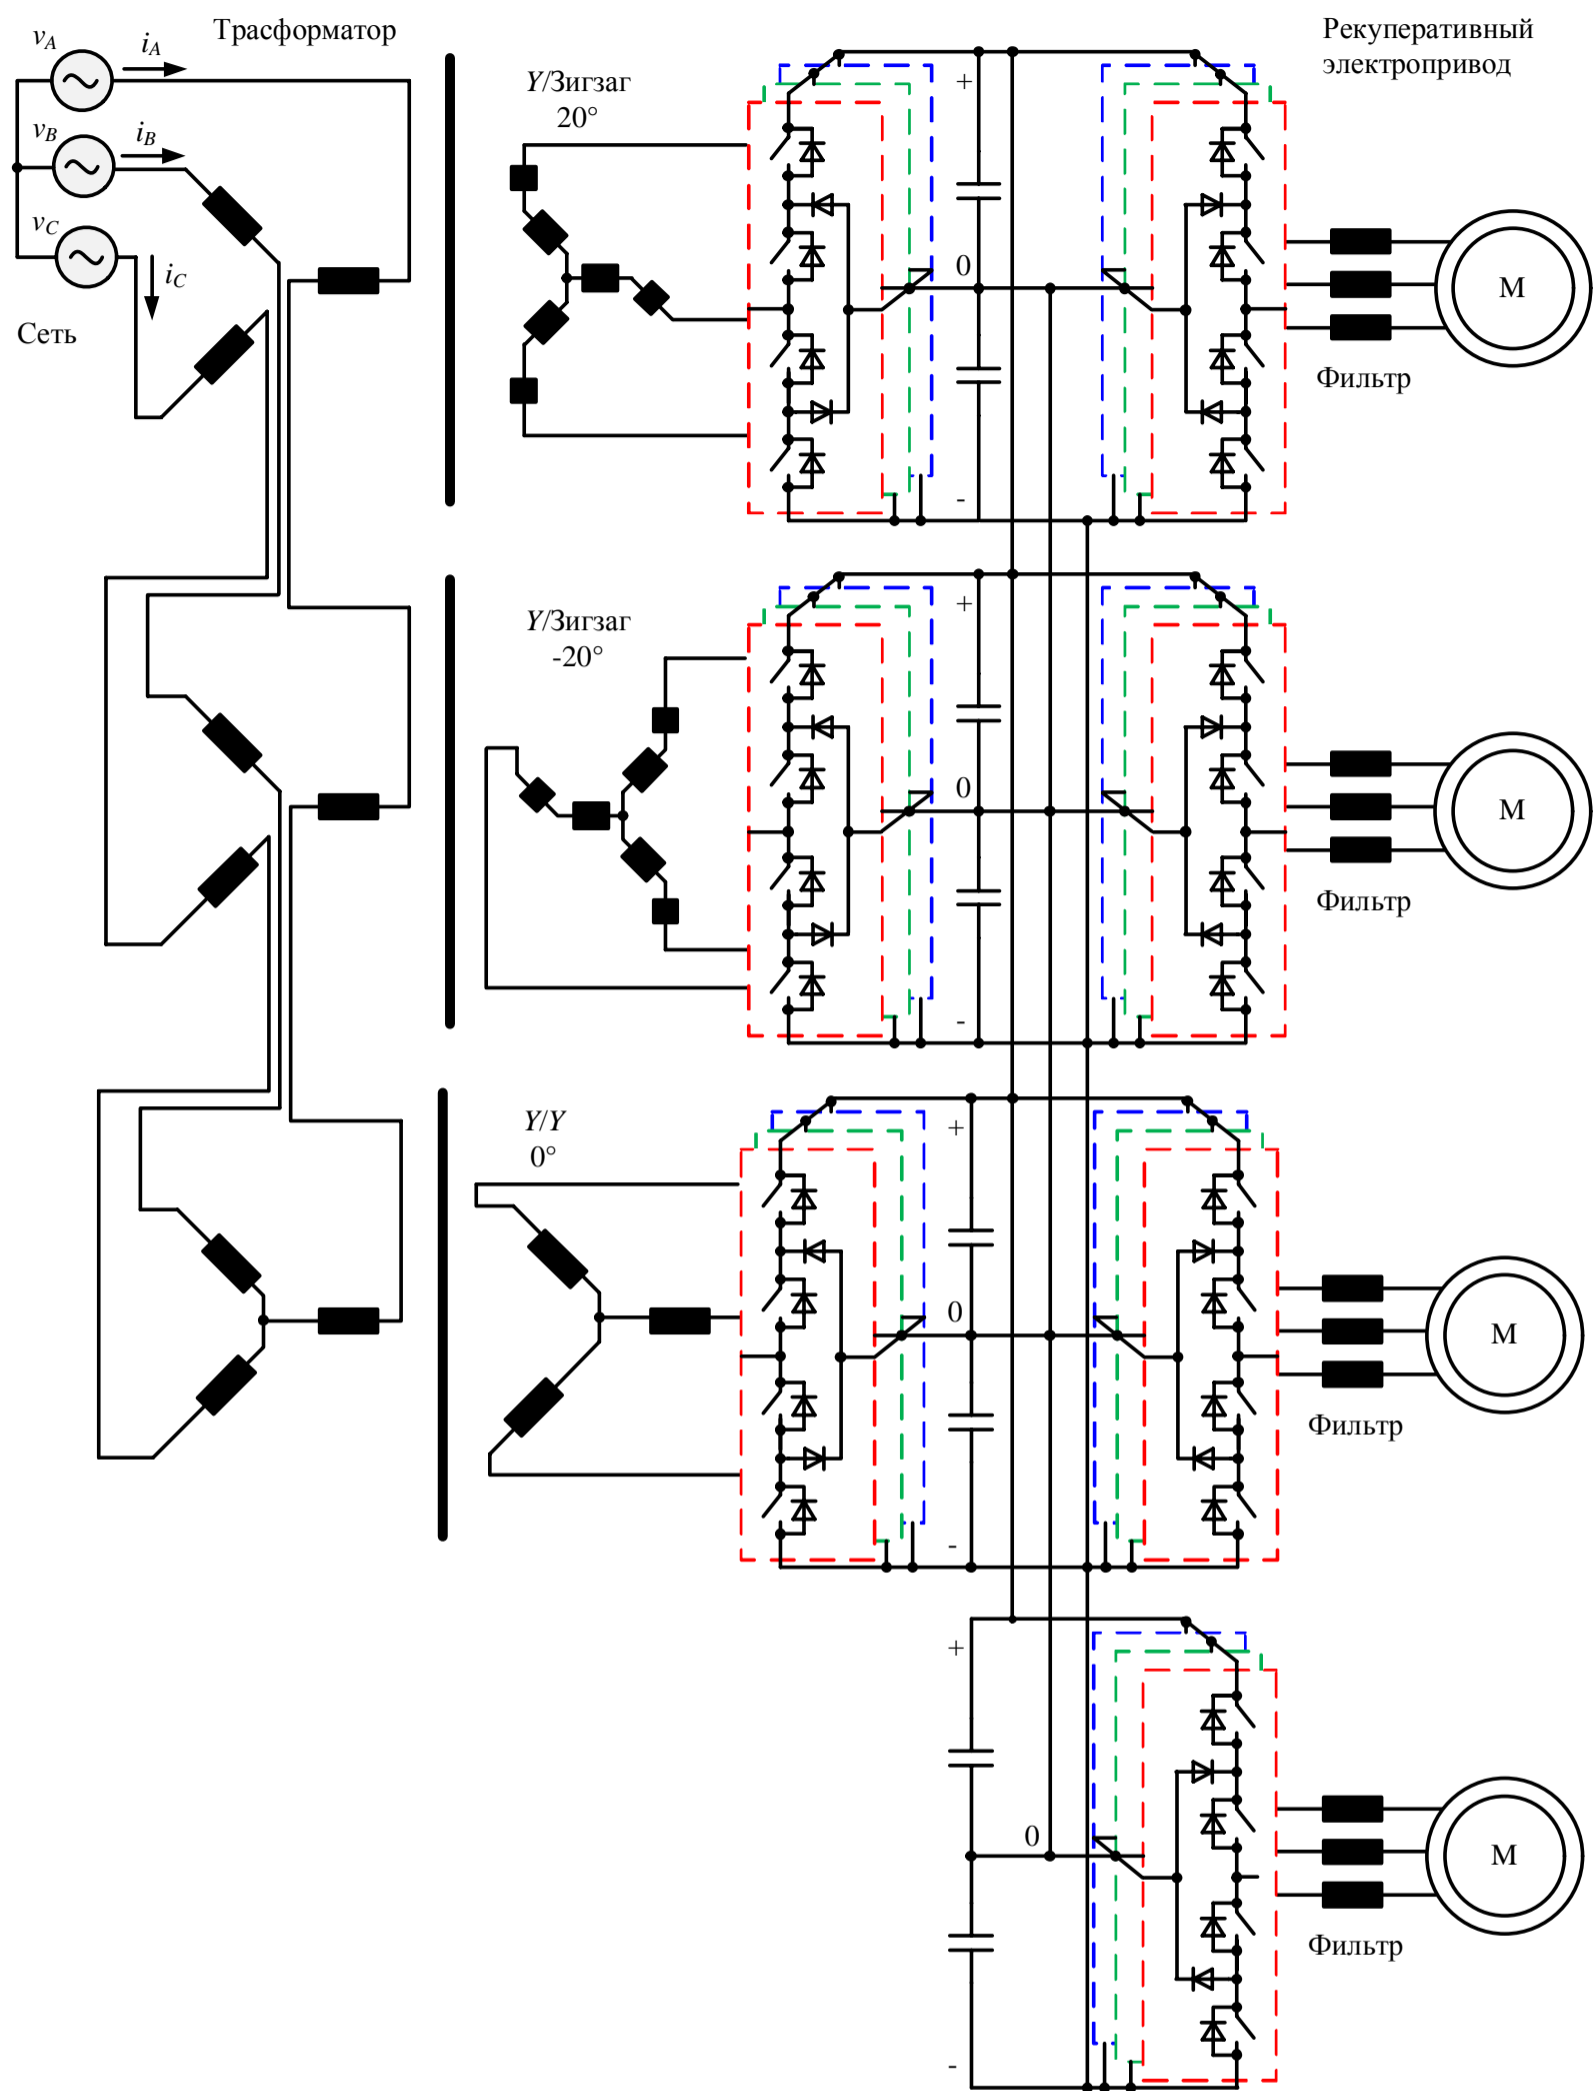 Трасформатор
Рекуперативный
электропривод
vA
iA
vB
iB
vC
iC
Сеть
Y/Зигзаг
20°
+
0
-
M
Фильтр
Y/Зигзаг
-20°
+
0
-
M
Фильтр
Y/Y
0°
+
0
-
M
Фильтр
+
0
-
M
Фильтр